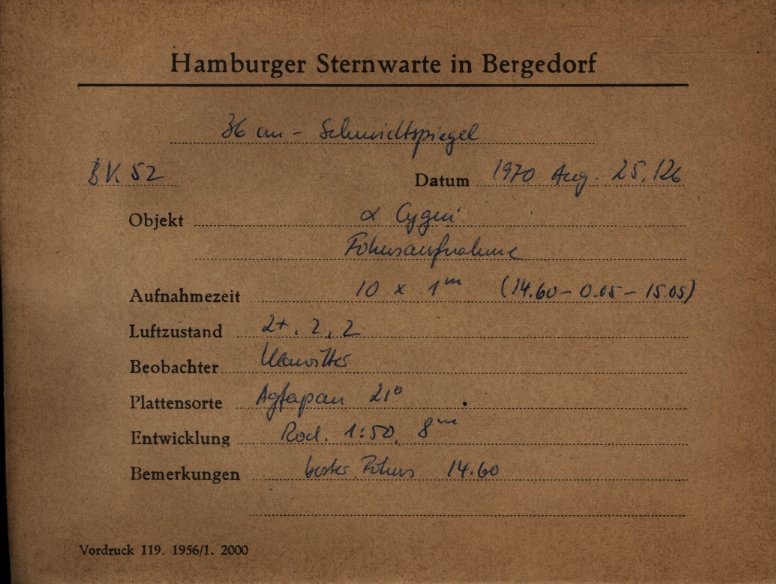 Hamburger Sternwarte in Bergedorf
36 cm - Schmidtspiegel
BV. 52 Datum 1970 Aug. 25./26
Objekt α Cygni
Fokusaufnahme
Aufnahmezeit 10 x 1ᵐ (14.60 - 0.05 - 15.05)
Luftzustand 2+, 2, 2
Beobachter
Plattensorte Agfapan 21°
Entwicklung Rod. 1:50, 8ᵐ
Bemerkungen bester Fokus 14.60
Vordruck 119. 1956/1. 2000